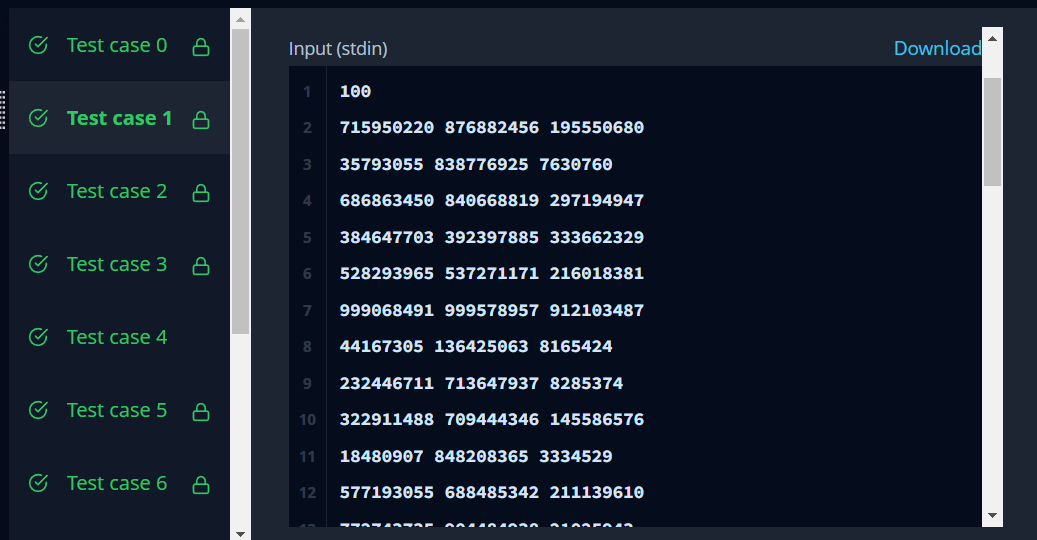 Test case 0
Test case 1
Test case 2
Test case 3
Test case 4
Test case 5
Test case 6
Input (stdin)
Download
1 100
2 715950220 876882456 195550680
3 35793055 838776925 7630760
4 686863450 840668819 297194947
5 384647703 392397885 333662329
6 528293965 537271171 216018381
7 999068491 999578957 912103487
8 44167305 136425063 8165424
9 232446711 713647937 8285374
10 322911488 709444346 145586576
11 18480907 848208365 3334529
12 577193055 688485342 211139610